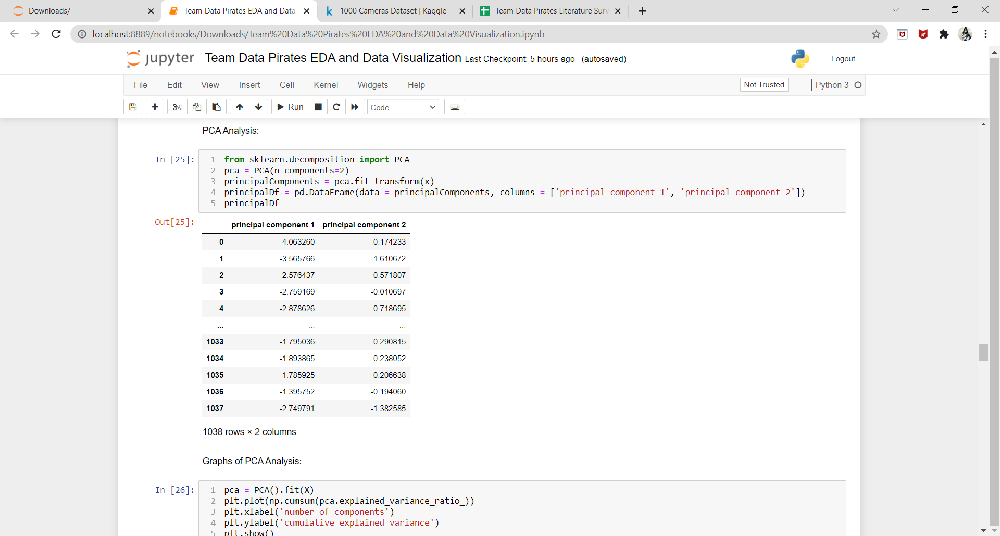 Downloads/
Team Data Pirates EDA and Data
1000 Cameras Dataset | Kaggle
Team Data Pirates Literature Surv
localhost:8889/notebooks/Downloads/Team%20Data%20Pirates%20EDA%20and%20Data%20Visualization.ipynb
jupyter Team Data Pirates EDA and Data Visualization Last Checkpoint: 5 hours ago (autosaved)
Logout
File Edit View Insert Cell Kernel Widgets Help
Not Trusted
Python 3
Run
Code
PCA Analysis:
In [25]:
1 from sklearn.decomposition import PCA
2 pca = PCA(n_components=2)
3 principalComponents = pca.fit_transform(x)
4 principalDf = pd.DataFrame(data = principalComponents, columns = ['principal component 1', 'principal component 2'])
5 principalDf
Out[25]:
principal component 1 principal component 2
0 -4.063260 -0.174233
1 -3.565766 1.610672
2 -2.576437 -0.571807
3 -2.759169 -0.010697
4 -2.878626 0.718695
... ... ...
1033 -1.795036 0.290815
1034 -1.893865 0.238052
1035 -1.785925 -0.206638
1036 -1.395752 -0.194060
1037 -2.749791 -1.382585
1038 rows × 2 columns
Graphs of PCA Analysis:
In [26]:
1 pca = PCA().fit(X)
2 plt.plot(np.cumsum(pca.explained_variance_ratio_))
3 plt.xlabel('number of components')
4 plt.ylabel('cumulative explained variance')
5 plt.show()